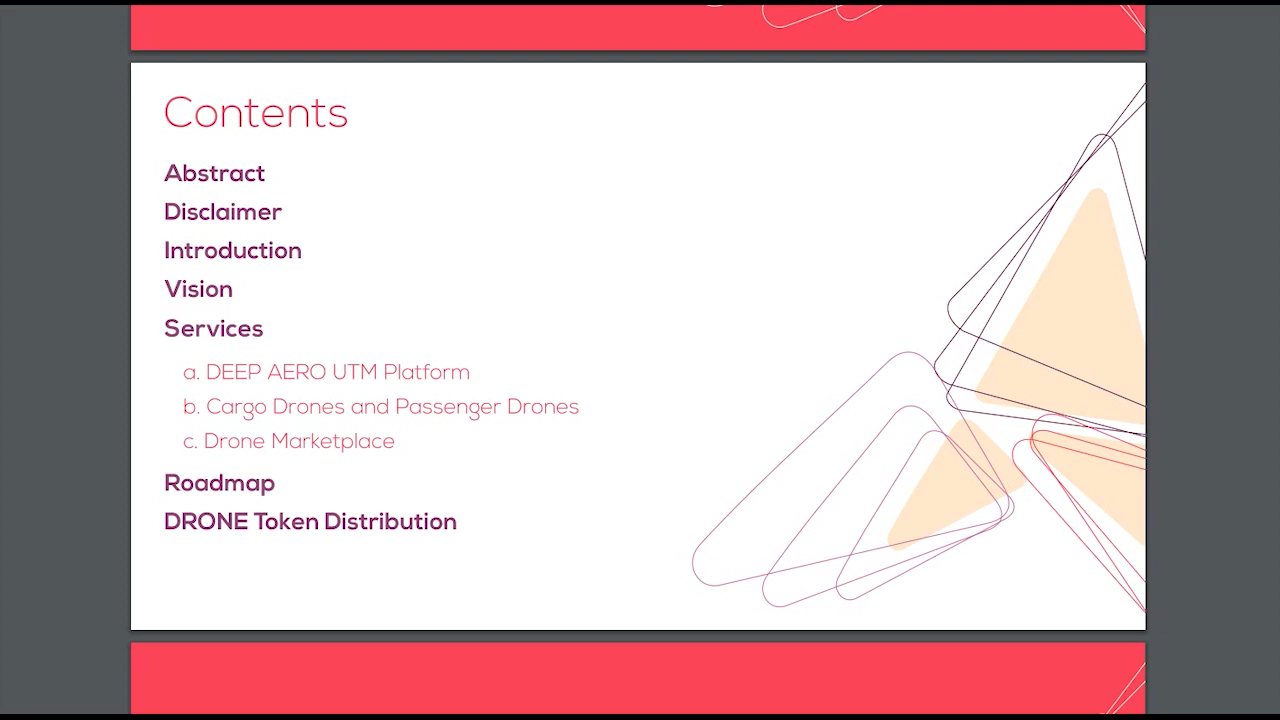 Contents
Abstract
Disclaimer
Introduction
Vision
Services
a. DEEP AERO UTM Platform
b. Cargo Drones and Passenger Drones
c. Drone Marketplace
Roadmap
DRONE Token Distribution